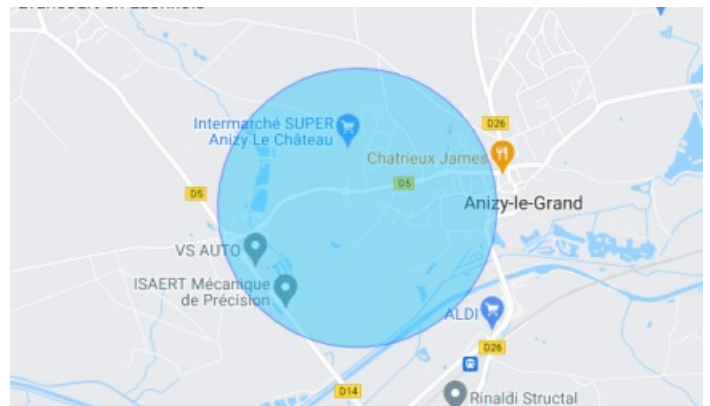 D26
Intermarché SUPER
Anizy Le Château
Chatrieux James
D5
D5
Anizy-le-Grand
VS AUTO
ISAERT Mécanique
de Précision
ALDI
D26
D14
Rinaldi Structal